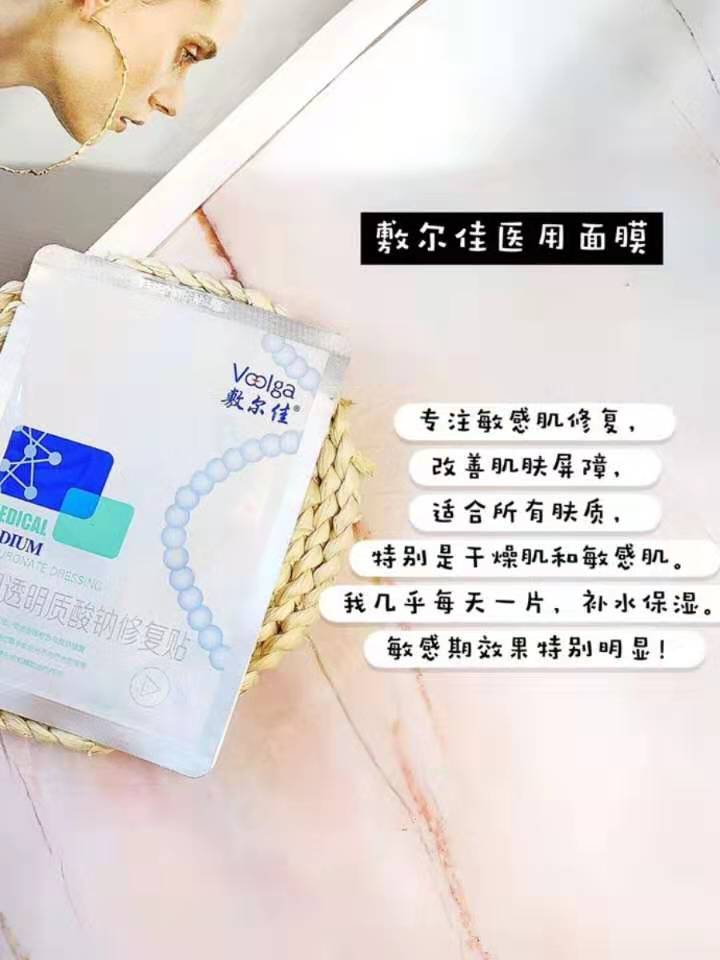 敷尔佳医用面膜
Voolga
敷尔佳®
专注敏感肌修复，
改善肌肤屏障，
适合所有肤质，
特别是干燥肌和敏感肌。
我几乎每天一片，补水保湿。
敏感期效果特别明显！
EDICAL
DIUM
URONATE DRESSING
透明质酸钠修复贴